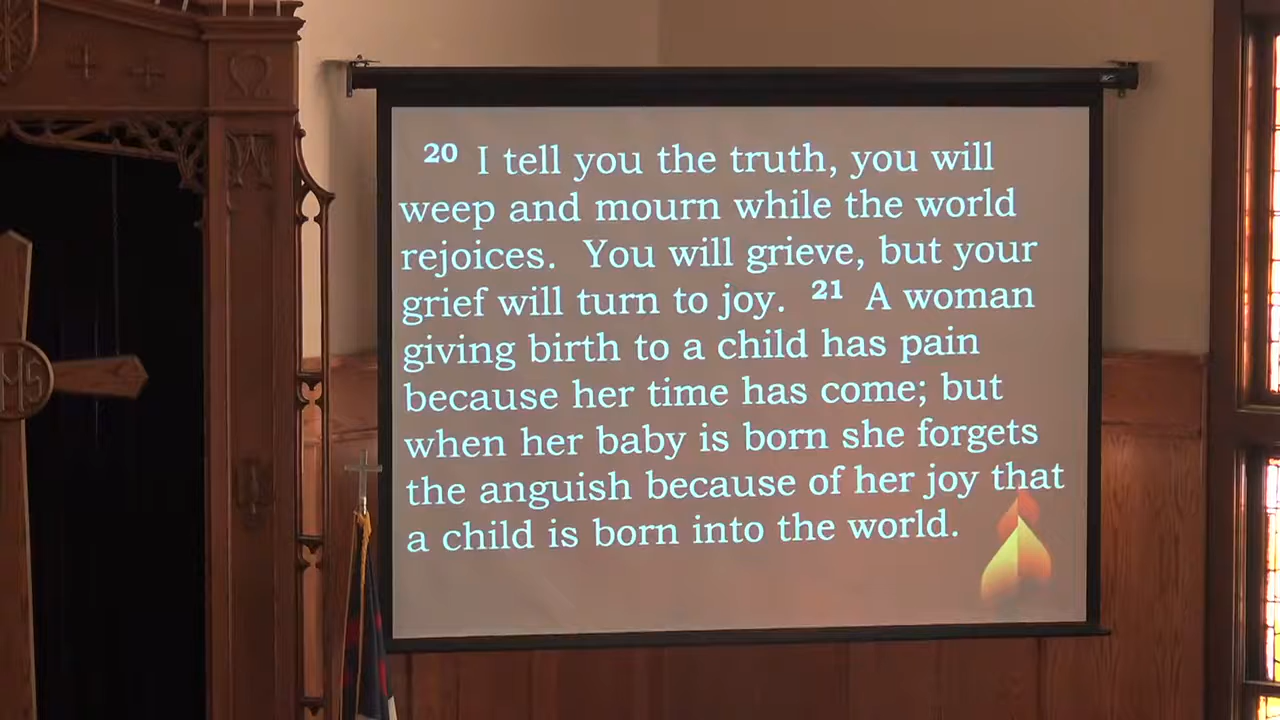 20 I tell you the truth, you will
weep and mourn while the world
rejoices. You will grieve, but your
grief will turn to joy. 21 A woman
giving birth to a child has pain
because her time has come; but
when her baby is born she forgets
the anguish because of her joy that
a child is born into the world.
IHS